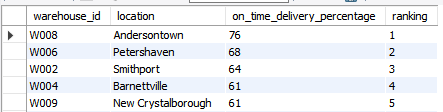 warehouse_id location on_time_delivery_percentage ranking
W008 Andersontown 76 1
W006 Petershaven 68 2
W002 Smithport 64 3
W004 Barnettville 61 4
W009 New Crystalborough 61 5